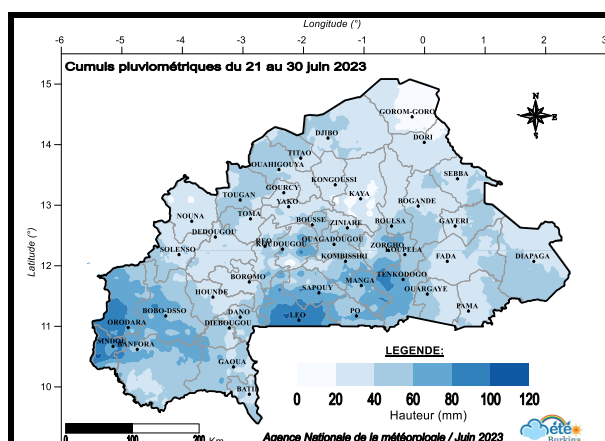 Longitude (°)
-6 -5 -4 -3 -2 -1 0 1 2 3
Cumuls pluviométriques du 21 au 30 juin 2023
15
14
13
12
11
10
Latitude (°)
N
E
S
GOROM-GORO
DJIBO
DORI
TITAO
OUAHIGOUYA
KONGOUSSI
SEBBA
GOURCY
TOUGAN
YAKO
KAYA
BOGANDE
NOUNA
TOMA
BOUSSE
ZINIARE
BOULSA
GAYERI
DEDOUGOU
REO
KOUDOUGOU
OUAGADOUGOU
ZORGHO
KOUPELA
SOLENSO
KOMBISSIRI
FADA
DIAPAGA
BOROMO
TENKODOGO
HOUNDE
SAPOUY
MANGA
OUARGAYE
BOBO-DSSO
DANO
LEO
PO
PAMA
ORODARA
DIEBOUGOU
SINDOU
BANFORA
GAOUA
BATIE
LEGENDE:
0 20 40 60 80 100 120
Hauteur (mm)
0 100 200 Km
Agence Nationale de la météorologie / Juin 2023
Météo
Burkina